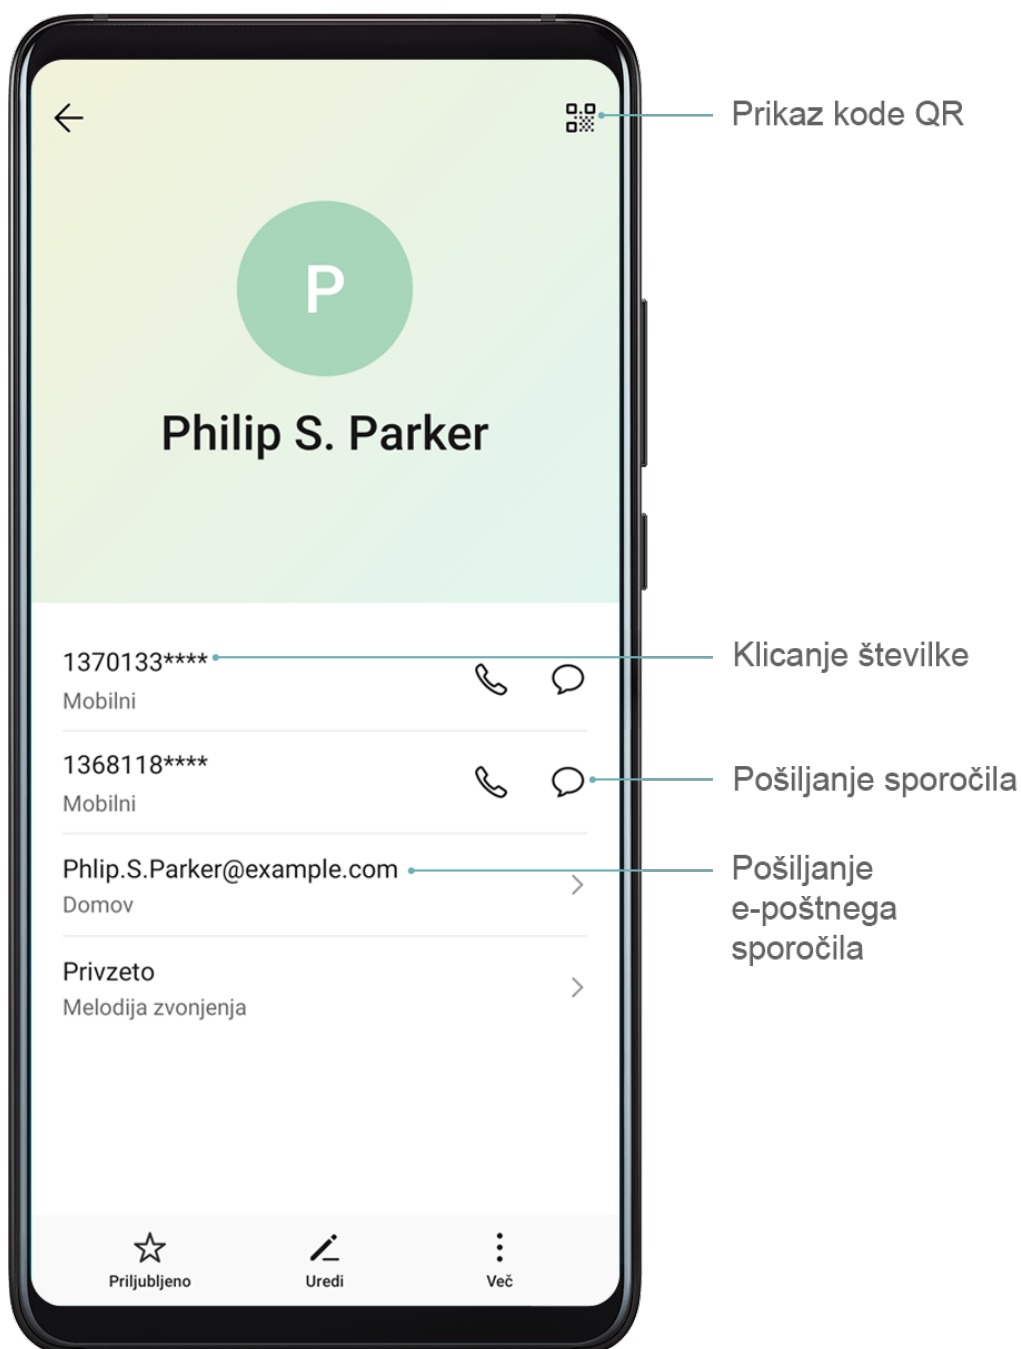 Prikaz kode QR
P
Philip S. Parker
1370133****
Klicanje številke
Mobilni
1368118****
Pošiljanje sporočila
Mobilni
Phlip.S.Parker@example.com
Domov
Pošiljanje
e-poštnega
sporočila
Privzeto
Melodija zvonjenja
Priljubljeno
Uredi
Več